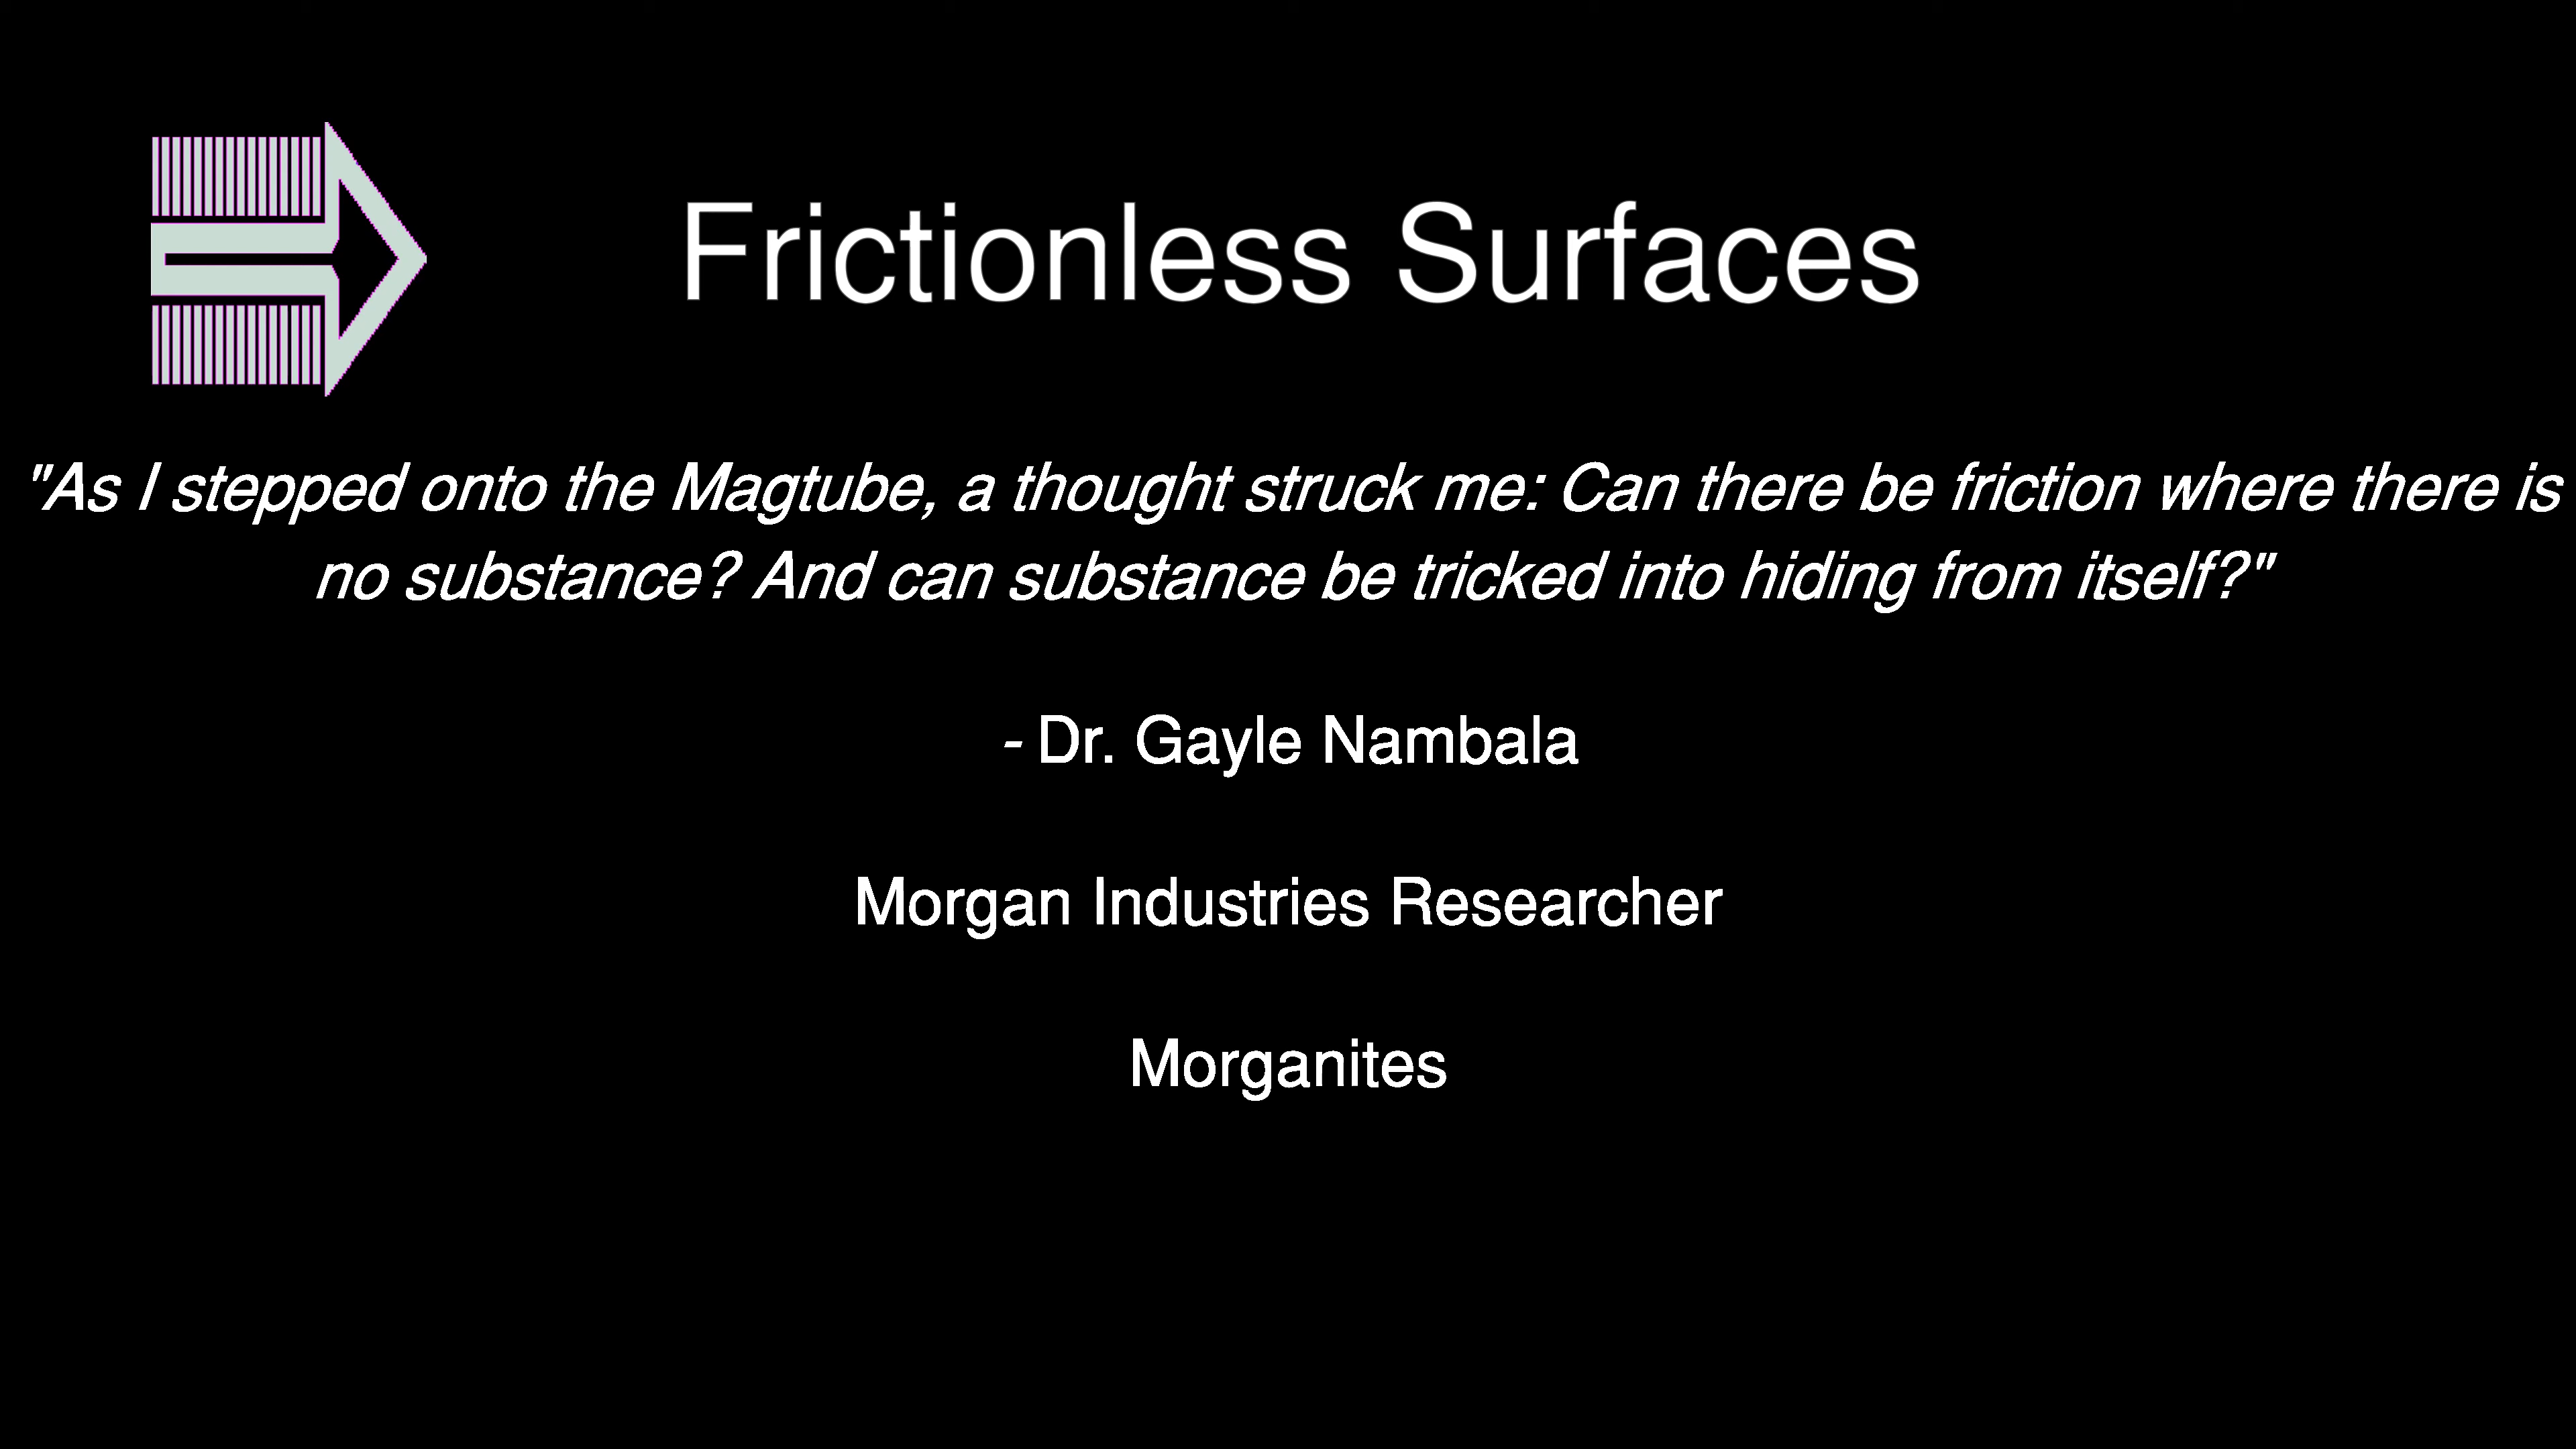 Frictionless Surfaces
"As I stepped onto the Magtube, a thought struck me: Can there be friction where there is
no substance? And can substance be tricked into hiding from itself?"
- Dr. Gayle Nambala
Morgan Industries Researcher
Morganites